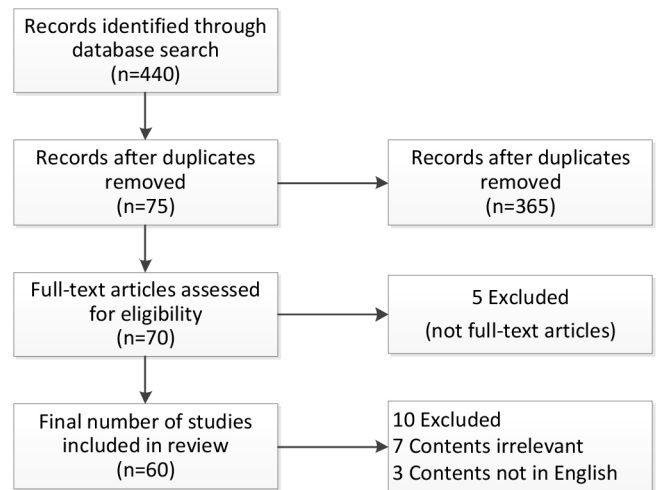 Records identified through
database search
(n=440)
Records after duplicates
removed
(n=75)
Records after duplicates
removed
(n=365)
Full-text articles assessed
for eligibility
(n=70)
5 Excluded
(not full-text articles)
Final number of studies
included in review
(n=60)
10 Excluded
7 Contents irrelevant
3 Contents not in English